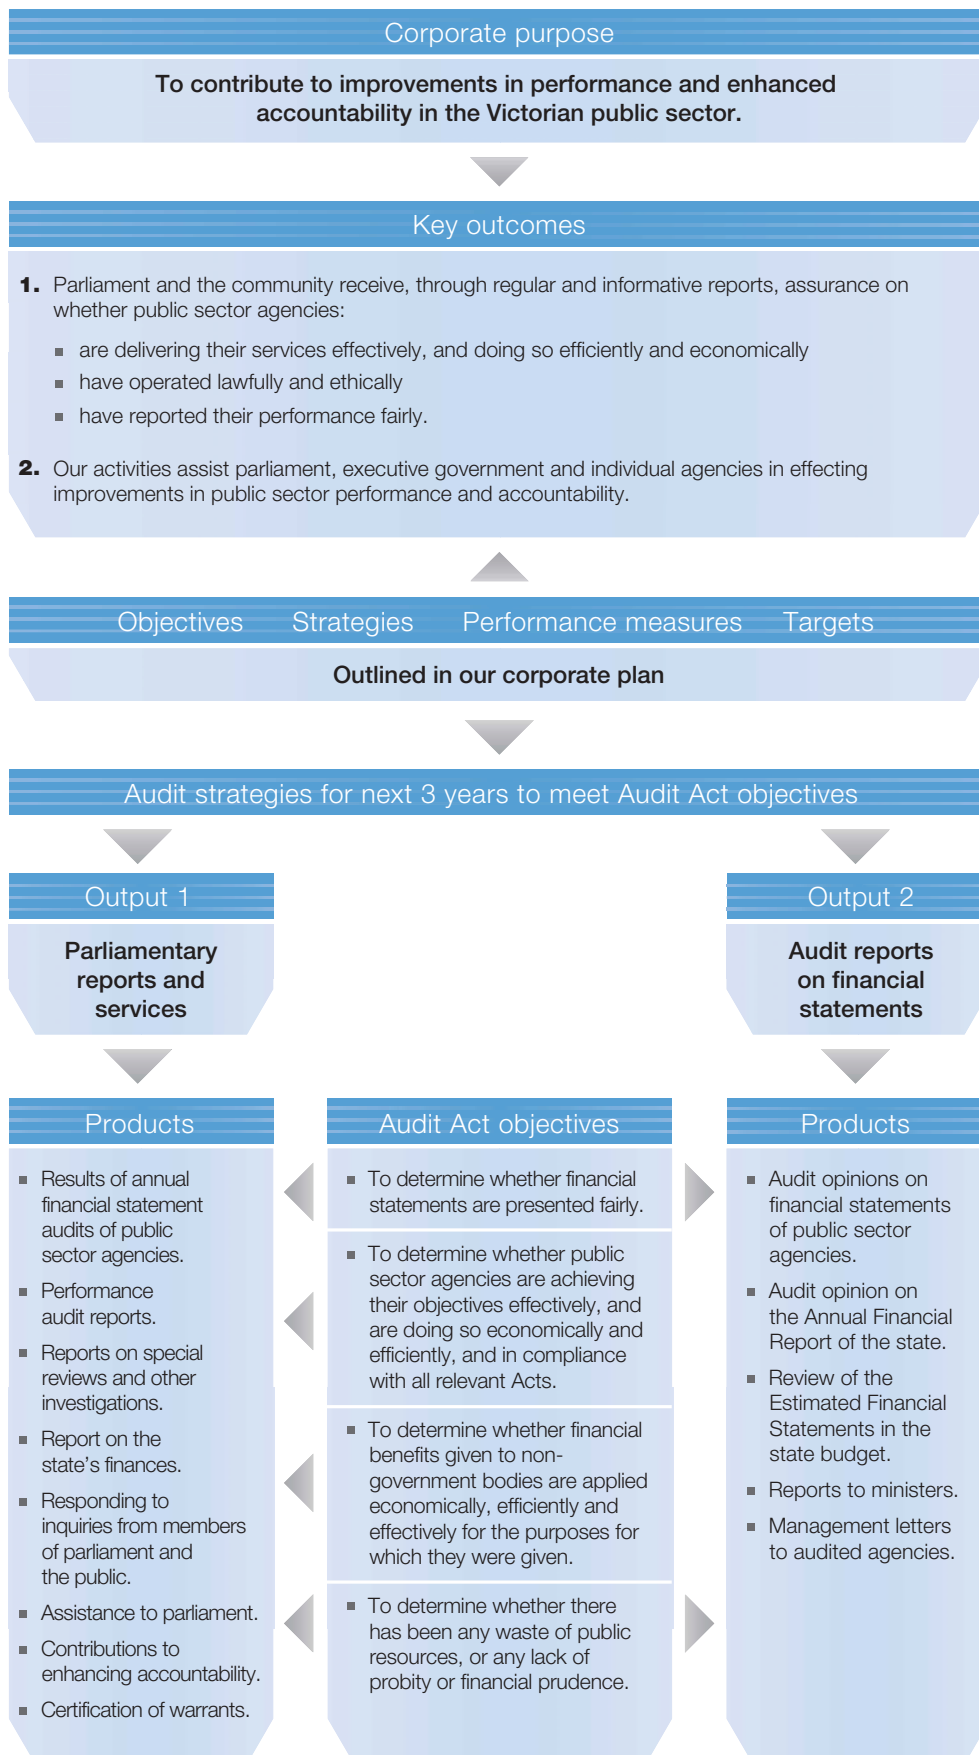 Corporate purpose
To contribute to improvements in performance and enhanced
accountability in the Victorian public sector.
Key outcomes
1. Parliament and the community receive, through regular and informative reports, assurance on
whether public sector agencies:
■ are delivering their services effectively, and doing so efficiently and economically
■ have operated lawfully and ethically
■ have reported their performance fairly.
2. Our activities assist parliament, executive government and individual agencies in effecting
improvements in public sector performance and accountability.
Objectives Strategies Performance measures Targets
Outlined in our corporate plan
Audit strategies for next 3 years to meet Audit Act objectives
Output 1
Parliamentary
reports and
services
Output 2
Audit reports
on financial
statements
Products
■ Results of annual
financial statement
audits of public
sector agencies.
■ Performance
audit reports.
■ Reports on special
reviews and other
investigations.
■ Report on the
state's finances.
■ Responding to
inquiries from members
of parliament and
the public.
■ Assistance to parliament.
■ Contributions to
enhancing accountability.
■ Certification of warrants.
Audit Act objectives
■ To determine whether financial
statements are presented fairly.
■ To determine whether public
sector agencies are achieving
their objectives effectively, and
are doing so economically and
efficiently, and in compliance
with all relevant Acts.
■ To determine whether financial
benefits given to non-
government bodies are applied
economically, efficiently and
effectively for the purposes for
which they were given.
■ To determine whether there
has been any waste of public
resources, or any lack of
probity or financial prudence.
Products
■ Audit opinions on
financial statements
of public sector
agencies.
■ Audit opinion on
the Annual Financial
Report of the state.
■ Review of the
Estimated Financial
Statements in the
state budget.
■ Reports to ministers.
■ Management letters
to audited agencies.